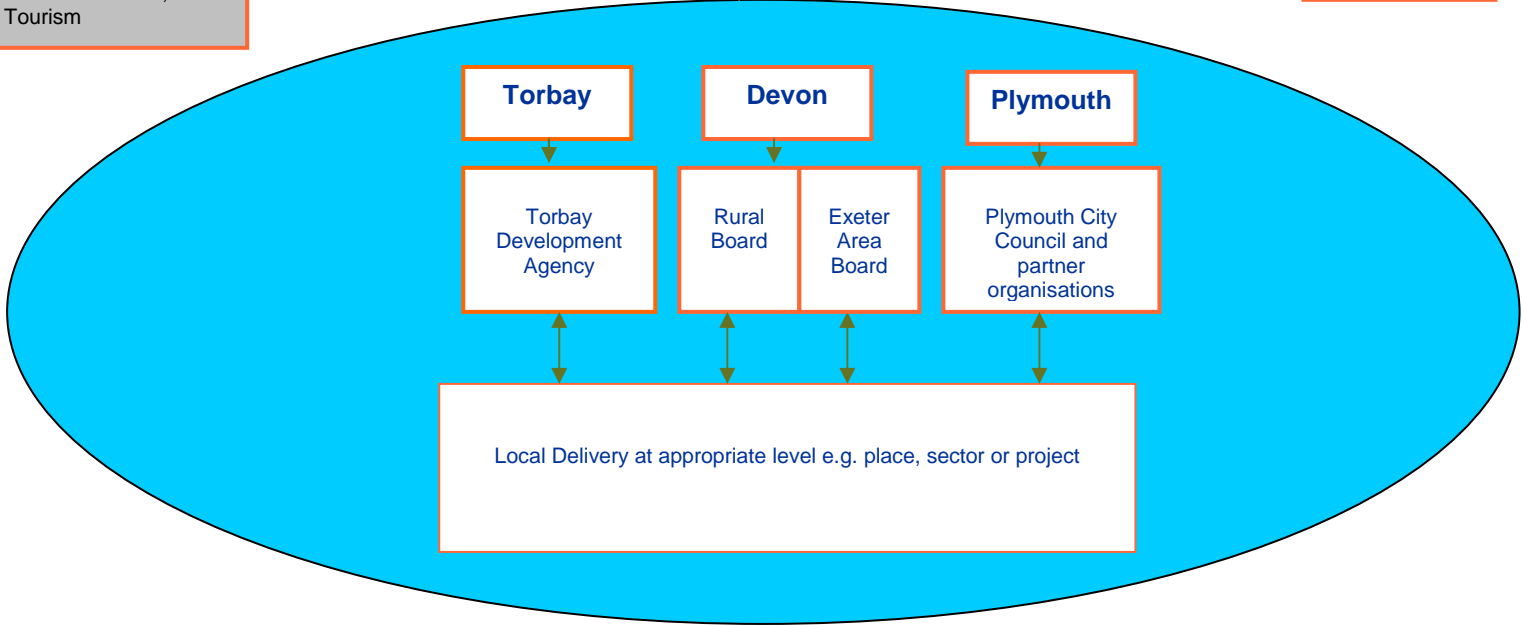 Tourism
Torbay
Devon
Plymouth
Torbay
Development
Agency
Rural
Board
Exeter
Area
Board
Plymouth City
Council and
partner
organisations
Local Delivery at appropriate level e.g. place, sector or project